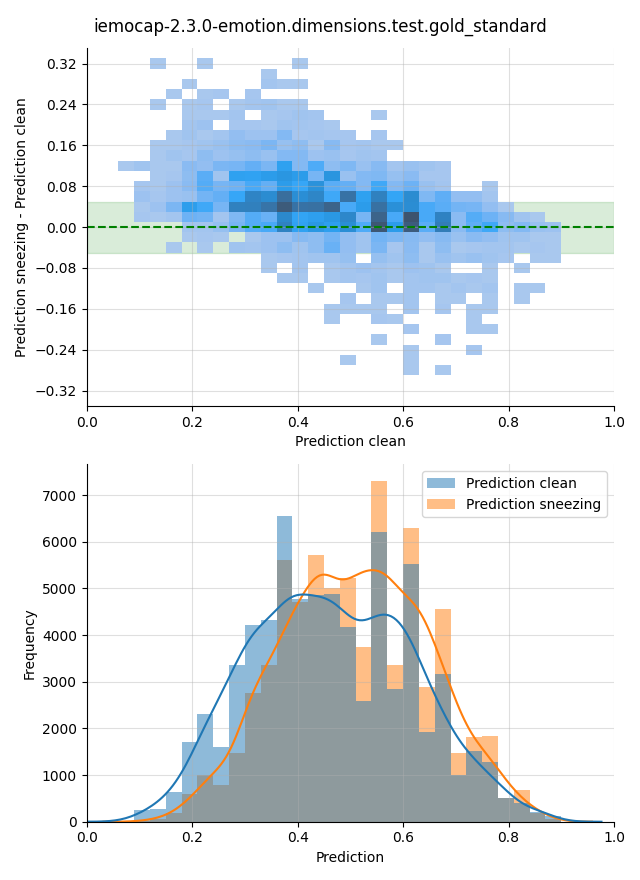 iemocap-2.3.0-emotion.dimensions.test.gold_standard
0.32
0.24
0.16
0.08
0.00
−0.08
−0.16
−0.24
−0.32
Prediction sneezing - Prediction clean
0.0 0.2 0.4 0.6 0.8 1.0
Prediction clean
Prediction clean
Prediction sneezing
7000
6000
5000
4000
3000
2000
1000
0
Frequency
0.0 0.2 0.4 0.6 0.8 1.0
Prediction